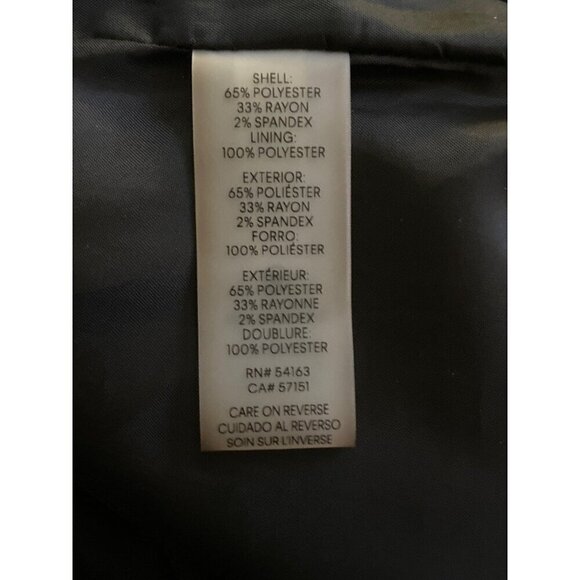 SHELL:
65% POLYESTER
33% RAYON
2% SPANDEX
LINING:
100% POLYESTER
EXTERIOR:
65% POLIÉSTER
33% RAYON
2% SPANDEX
FORRO:
100% POLIÉSTER
EXTÉRIEUR:
65% POLYESTER
33% RAYONNE
2% SPANDEX
DOUBLURE:
100% POLYESTER
RN# 54163
CA# 57151
CARE ON REVERSE
CUIDADO AL REVERSO
SOIN SUR L'INVERSE